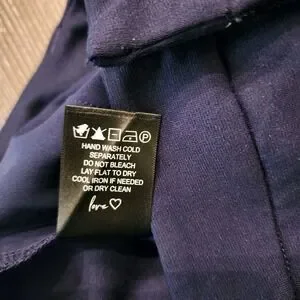 HAND WASH COLD
SEPARATELY
DO NOT BLEACH
LAY FLAT TO DRY
COOL IRON IF NEEDED
OR DRY CLEAN
love